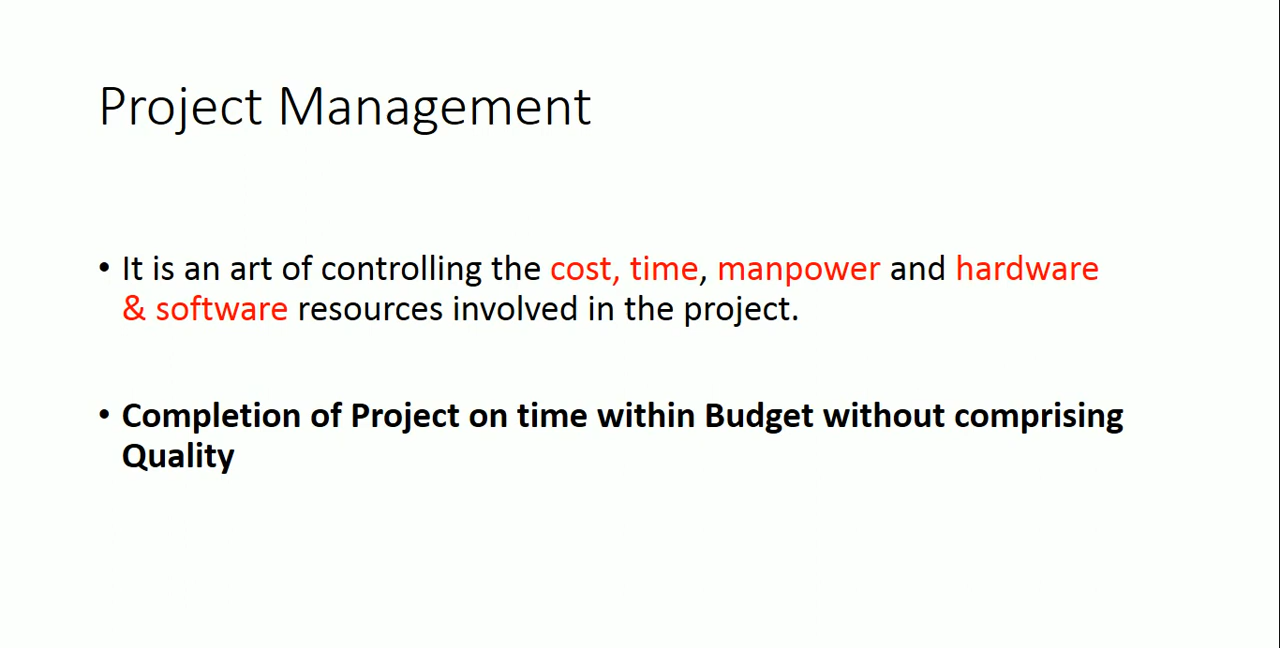 Project Management
• It is an art of controlling the cost, time, manpower and hardware
& software resources involved in the project.
• Completion of Project on time within Budget without comprising
Quality